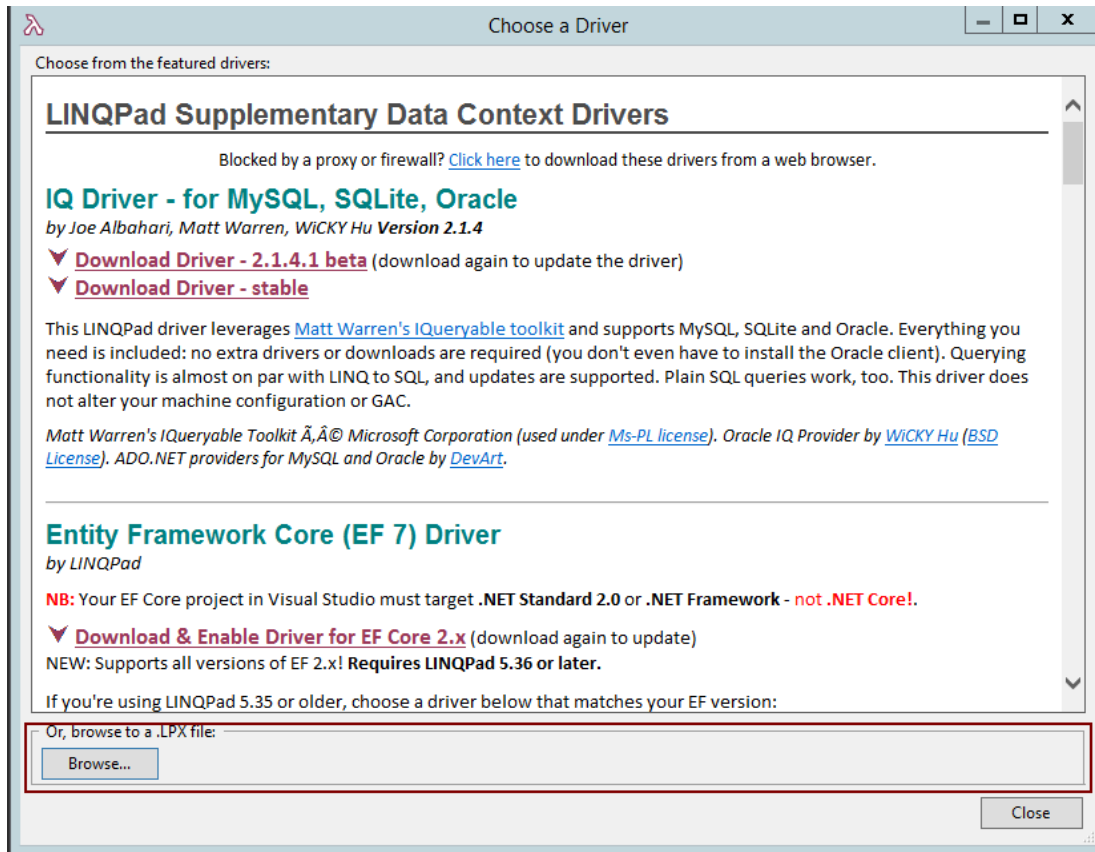 Choose a Driver
Choose from the featured drivers:
LINQPad Supplementary Data Context Drivers
Blocked by a proxy or firewall? Click here to download these drivers from a web browser.
IQ Driver - for MySQL, SQLite, Oracle
by Joe Albahari, Matt Warren, WiCKY Hu Version 2.1.4
Download Driver - 2.1.4.1 beta (download again to update the driver)
Download Driver - stable
This LINQPad driver leverages Matt Warren's IQueryable toolkit and supports MySQL, SQLite and Oracle. Everything you
need is included: no extra drivers or downloads are required (you don't even have to install the Oracle client). Querying
functionality is almost on par with LINQ to SQL, and updates are supported. Plain SQL queries work, too. This driver does
not alter your machine configuration or GAC.
Matt Warren's IQueryable Toolkit Ã‚Â© Microsoft Corporation (used under Ms-PL license). Oracle IQ Provider by WiCKY Hu (BSD
License). ADO.NET providers for MySQL and Oracle by DevArt.
Entity Framework Core (EF 7) Driver
by LINQPad
NB: Your EF Core project in Visual Studio must target .NET Standard 2.0 or .NET Framework - not .NET Core!.
Download & Enable Driver for EF Core 2.x (download again to update)
NEW: Supports all versions of EF 2.x! Requires LINQPad 5.36 or later.
If you're using LINQPad 5.35 or older, choose a driver below that matches your EF version:
Or, browse to a .LPX file:
Browse...
Close